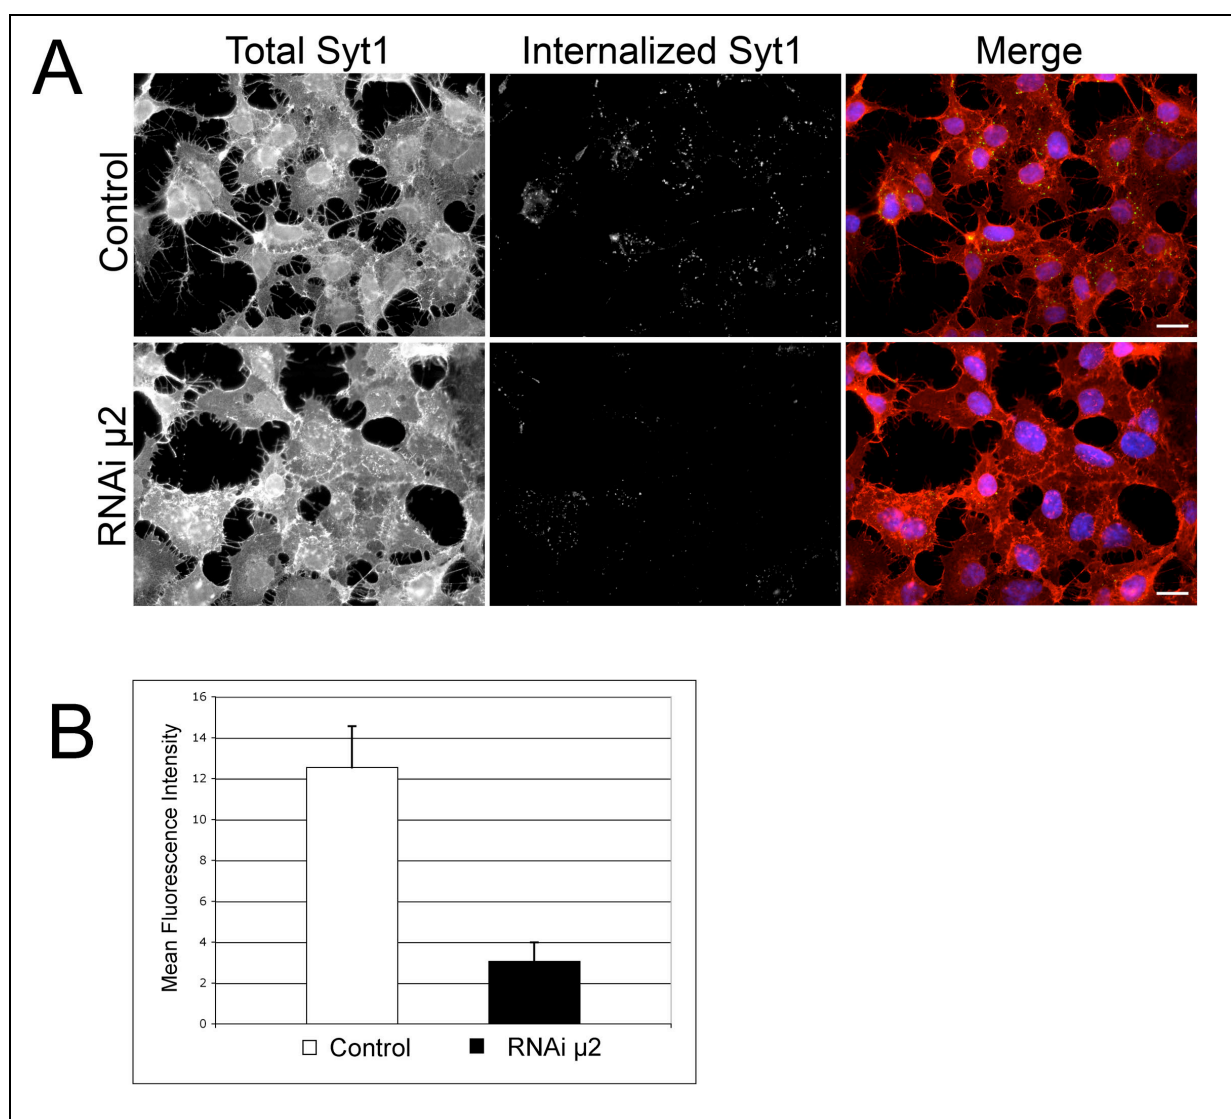 A
Total Syt1 Internalized Syt1 Merge
Control
RNAi μ2
B
Mean Fluorescence Intensity
16
14
12
10
8
6
4
2
0
Control RNAi μ2